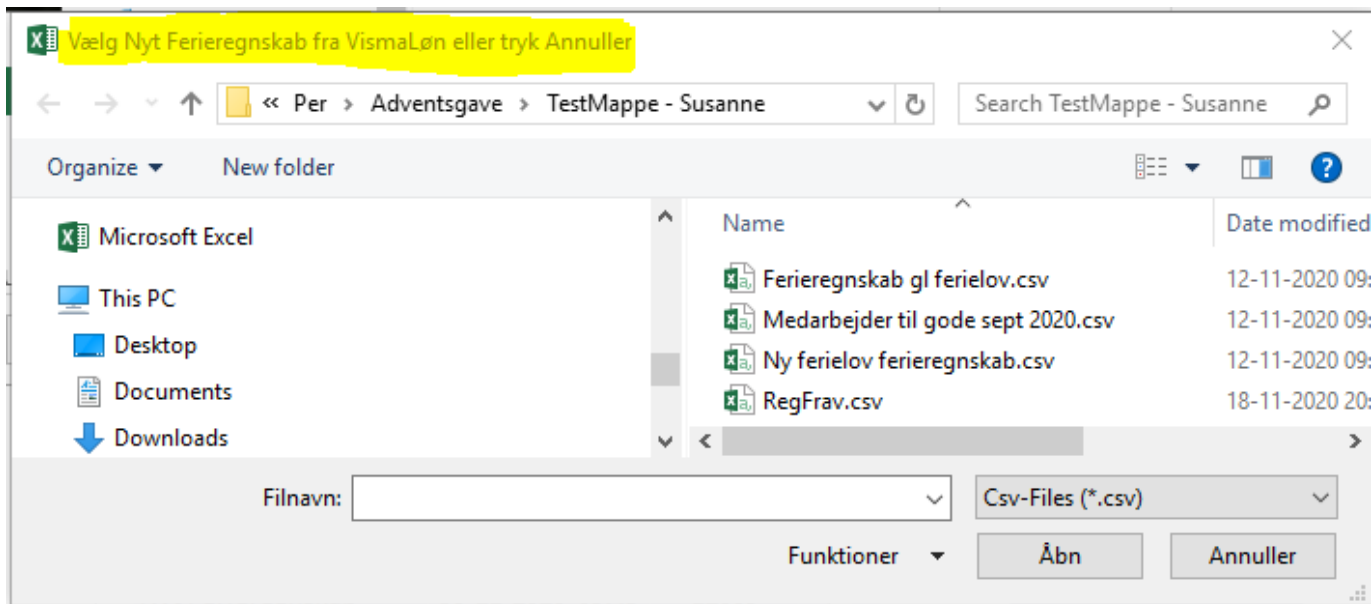 Vælg Nyt Ferieregnskab fra VismaLøn eller tryk Annuller
« Per > Adventsgave > TestMappe - Susanne
Search TestMappe - Susanne
Organize
New folder
Microsoft Excel
This PC
Desktop
Documents
Downloads
Name
Date modified
Ferieregnskab gl ferielov.csv
12-11-2020 09:
Medarbejder til gode sept 2020.csv
12-11-2020 09:
Ny ferielov ferieregnskab.csv
12-11-2020 09:
RegFrav.csv
18-11-2020 20:
Filnavn:
Csv-Files (*.csv)
Funktioner
Åbn
Annuller